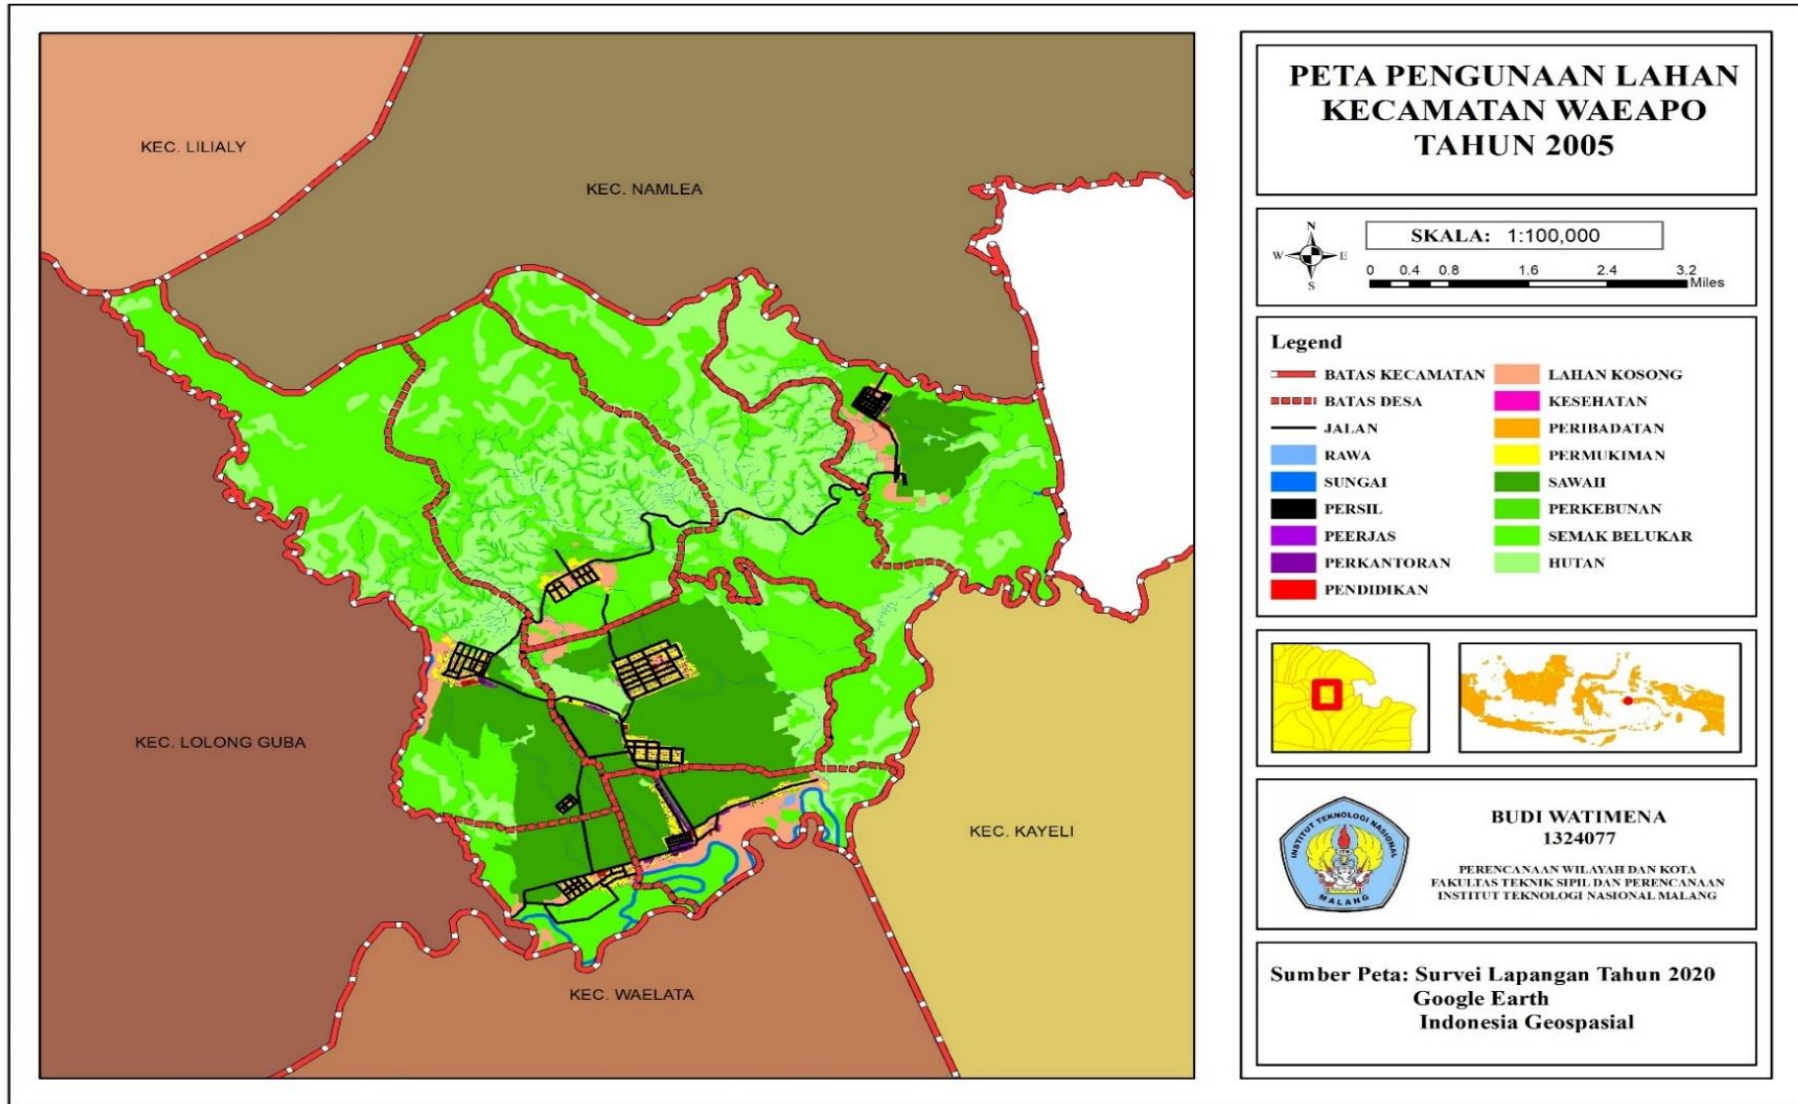 KEC. LILIALY
KEC. NAMLEA
KEC. LOLONG GUBA
KEC. KAYELI
KEC. WAELATA
PETA PENGUNAAN LAHAN
KECAMATAN WAEAPO
TAHUN 2005
N
W E
S
SKALA: 1:100,000
0 0.4 0.8 1.6 2.4 3.2
Miles
Legend
BATAS KECAMATAN
BATAS DESA
JALAN
RAWA
SUNGAI
PERSIL
PEERJAS
PERKANTORAN
PENDIDIKAN
LAHAN KOSONG
KESEHATAN
PERIBADATAN
PERMUKIMAN
SAWAH
PERKEBUNAN
SEMAK BELUKAR
HUTAN
INSTITUT TEKNOLOGI NASIONAL
MALANG
BUDI WATIMENA
1324077
PERENCANAAN WILAYAH DAN KOTA
FAKULTAS TEKNIK SIPIL DAN PERENCANAAN
INSTITUT TEKNOLOGI NASIONAL MALANG
Sumber Peta: Survei Lapangan Tahun 2020
Google Earth
Indonesia Geospasial